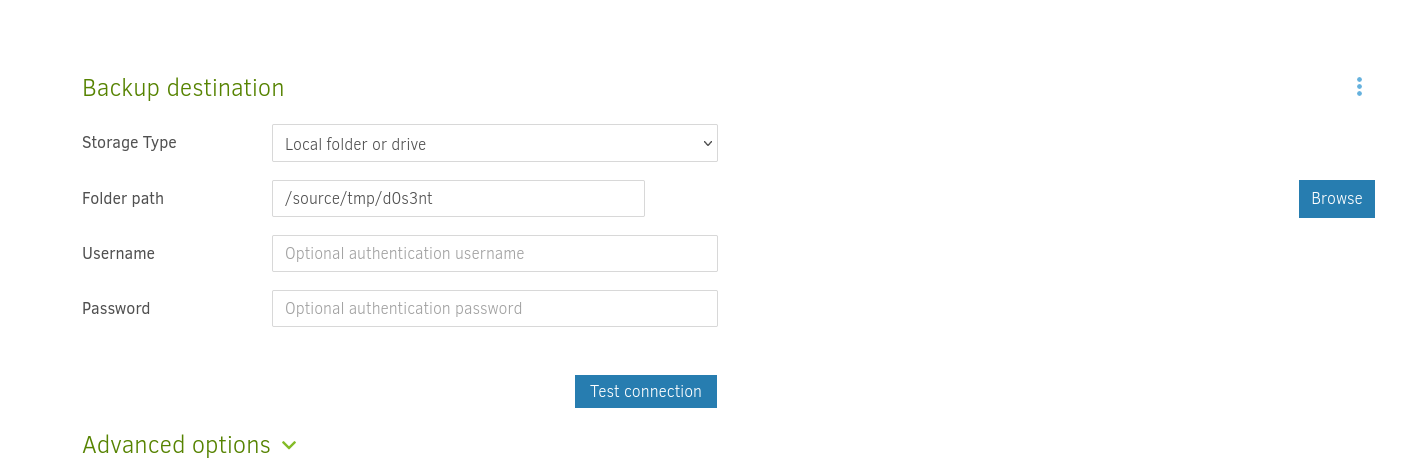 Backup destination
Storage Type Local folder or drive
Folder path /source/tmp/d0s3nt Browse
Username Optional authentication username
Password Optional authentication password
Test connection
Advanced options